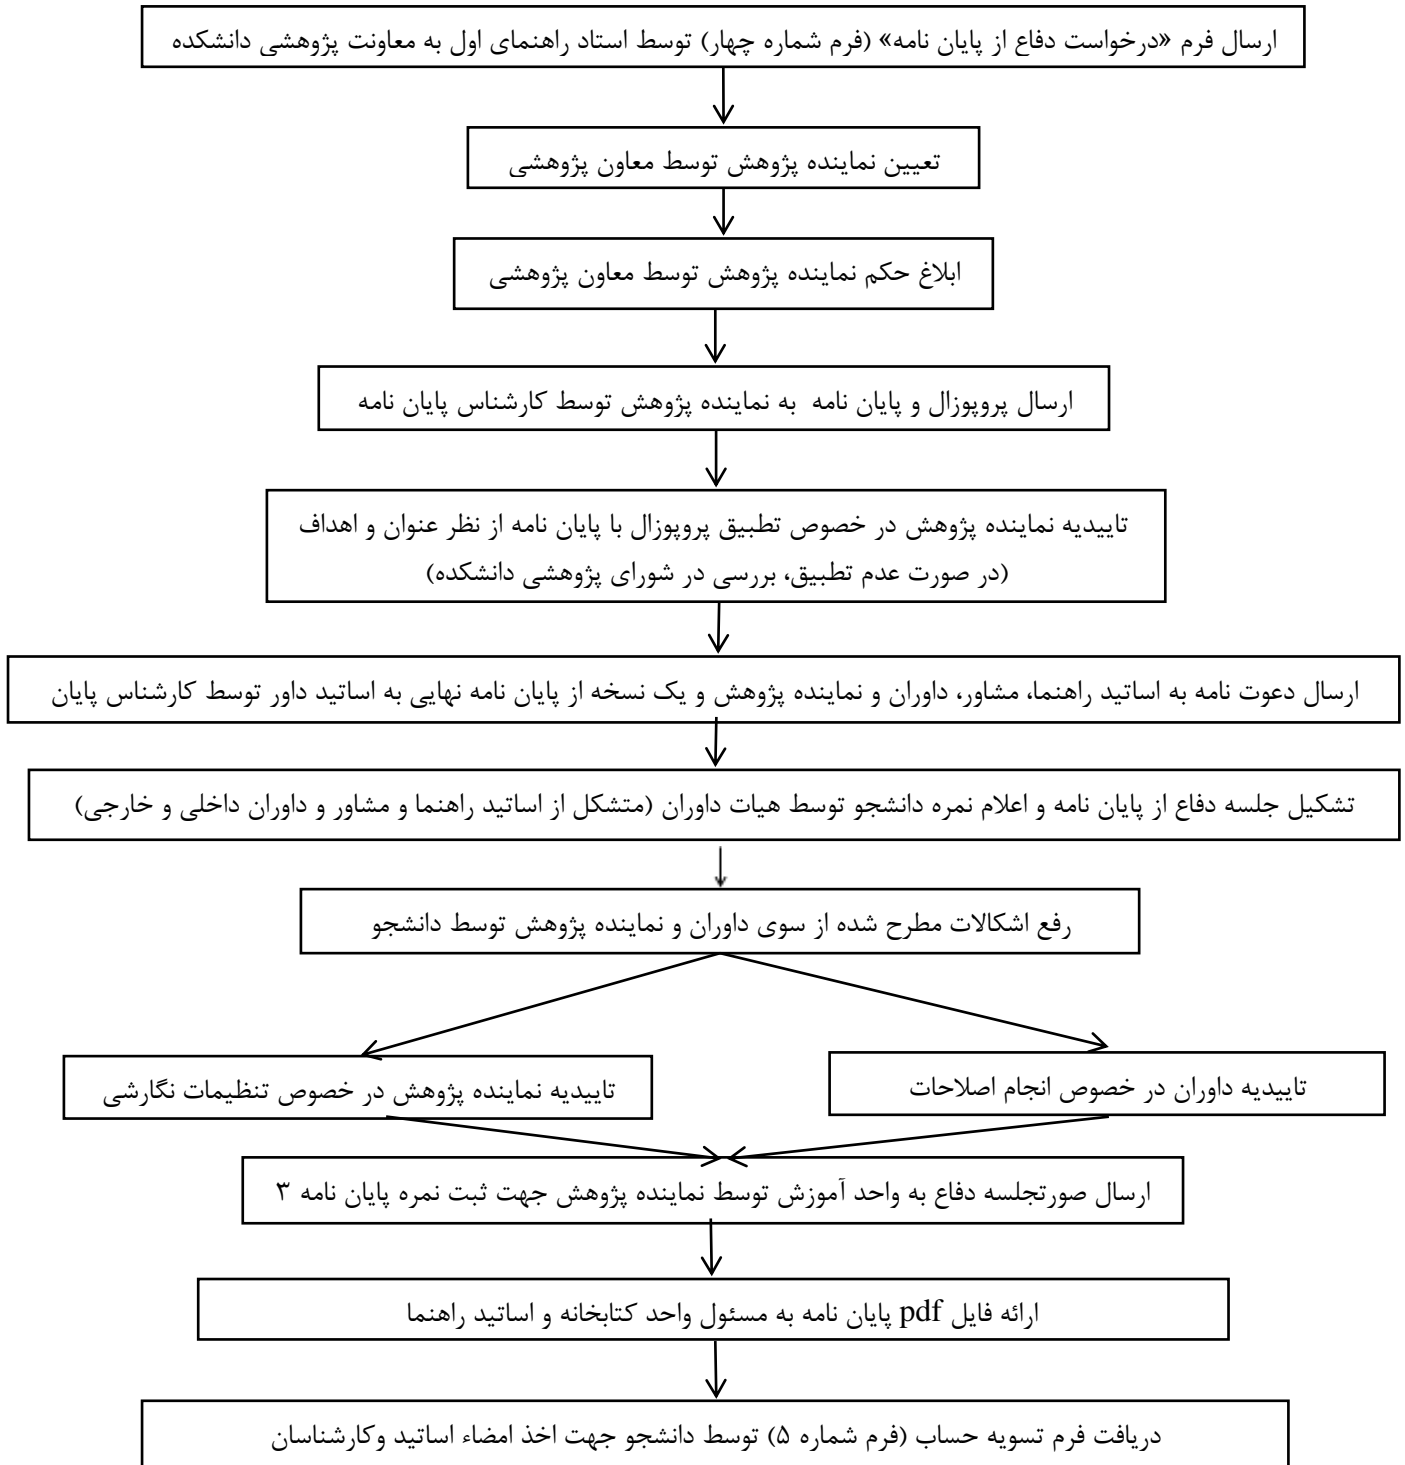 ارسال فرم «درخواست دفاع از پایان نامه» (فرم شماره چهار) توسط استاد راهنمای اول به معاونت پژوهشی دانشکده
تعیین نماینده پژوهش توسط معاون پژوهشی
ابلاغ حکم نماینده پژوهش توسط معاون پژوهشی
ارسال پروپوزال و پایان نامه به نماینده پژوهش توسط کارشناس پایان نامه
تاییدیه نماینده پژوهش در خصوص تطبیق پروپوزال با پایان نامه از نظر عنوان و اهداف
(در صورت عدم تطبیق، بررسی در شورای پژوهشی دانشکده)
ارسال دعوت نامه به اساتید راهنما، مشاور، داوران و نماینده پژوهش و یک نسخه از پایان نامه نهایی به اساتید داور توسط کارشناس پایان
تشکیل جلسه دفاع از پایان نامه و اعلام نمره دانشجو توسط هیات داوران (متشکل از اساتید راهنما و مشاور و داوران داخلی و خارجی)
رفع اشکالات مطرح شده از سوی داوران و نماینده پژوهش توسط دانشجو
تاییدیه داوران در خصوص انجام اصلاحات
تاییدیه نماینده پژوهش در خصوص تنظیمات نگارشی
ارسال صورتجلسه دفاع به واحد آموزش توسط نماینده پژوهش جهت ثبت نمره پایان نامه ۳
ارائه فایل pdf پایان نامه به مسئول واحد کتابخانه و اساتید راهنما
دریافت فرم تسویه حساب (فرم شماره ۵) توسط دانشجو جهت اخذ امضاء اساتید وکارشناسان